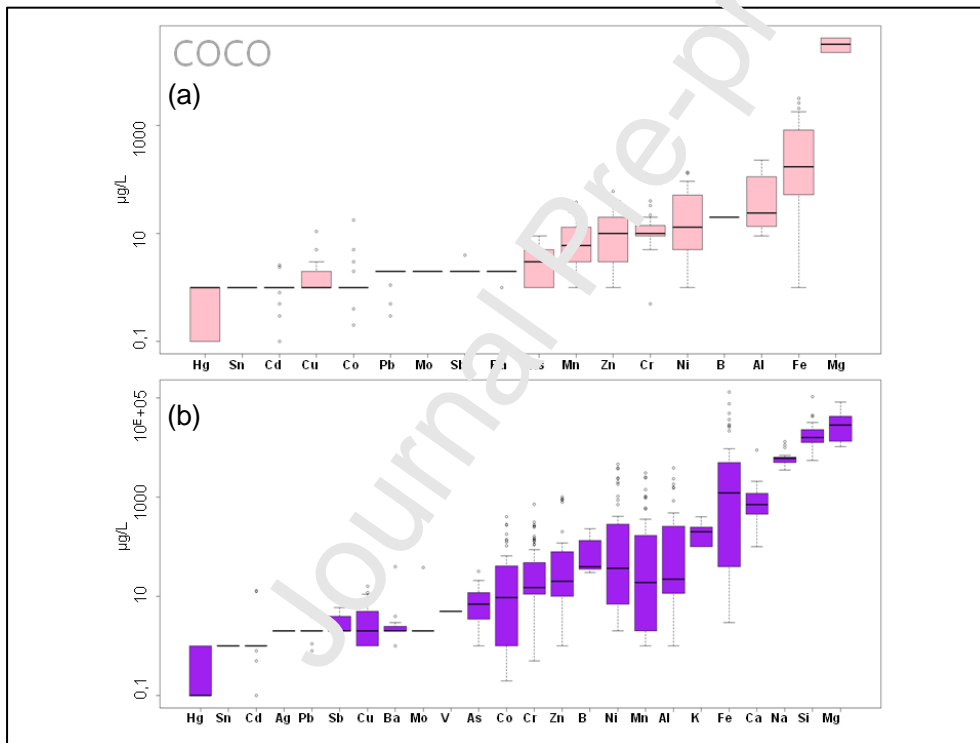 COCO
(a)
µg/L
1000
10
0,1
Hg Sn Cd Cu Co Pb Mo Mn Zn Cr Ni B Al Fe Mg
(b)
µg/L
10E+05
1000
10
0,1
Hg Sn Cd Ag Pb Sb Cu Ba Mo V As Co Cr Zn B Ni Mn Al K Fe Ca Na Si Mg
Journal Pre-p